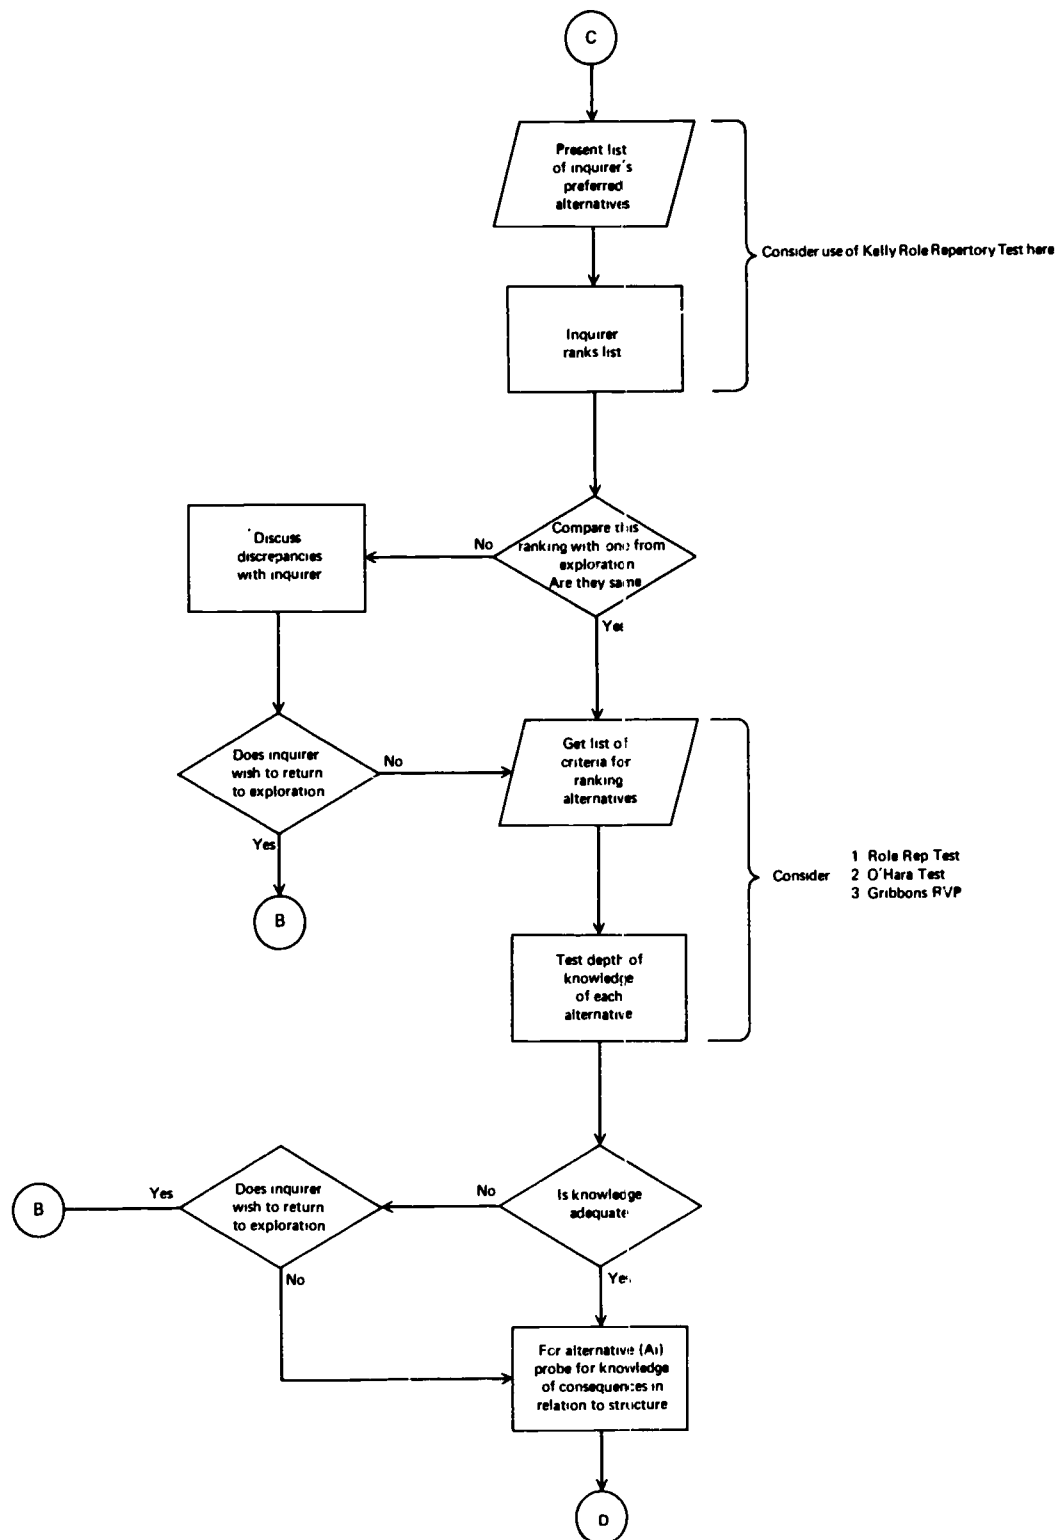 C
Present list
of inquirer's
preferred
alternatives
Consider use of Kelly Role Repertory Test here
Inquirer
ranks list
Discuss
discrepancies
with inquirer
No
Compare this
ranking with one from
exploration
Are they same
Yes
Does inquirer
wish to return
to exploration
No
Get list of
criteria for
ranking
alternatives
Yes
B
Consider
1 Role Rep Test
2 O'Hara Test
3 Gribbons RVP
Test depth of
knowledge
of each
alternative
B
Yes
Does inquirer
wish to return
to exploration
No
Is knowledge
adequate
No
Yes
For alternative (Ai)
probe for knowledge
of consequences in
relation to structure
D